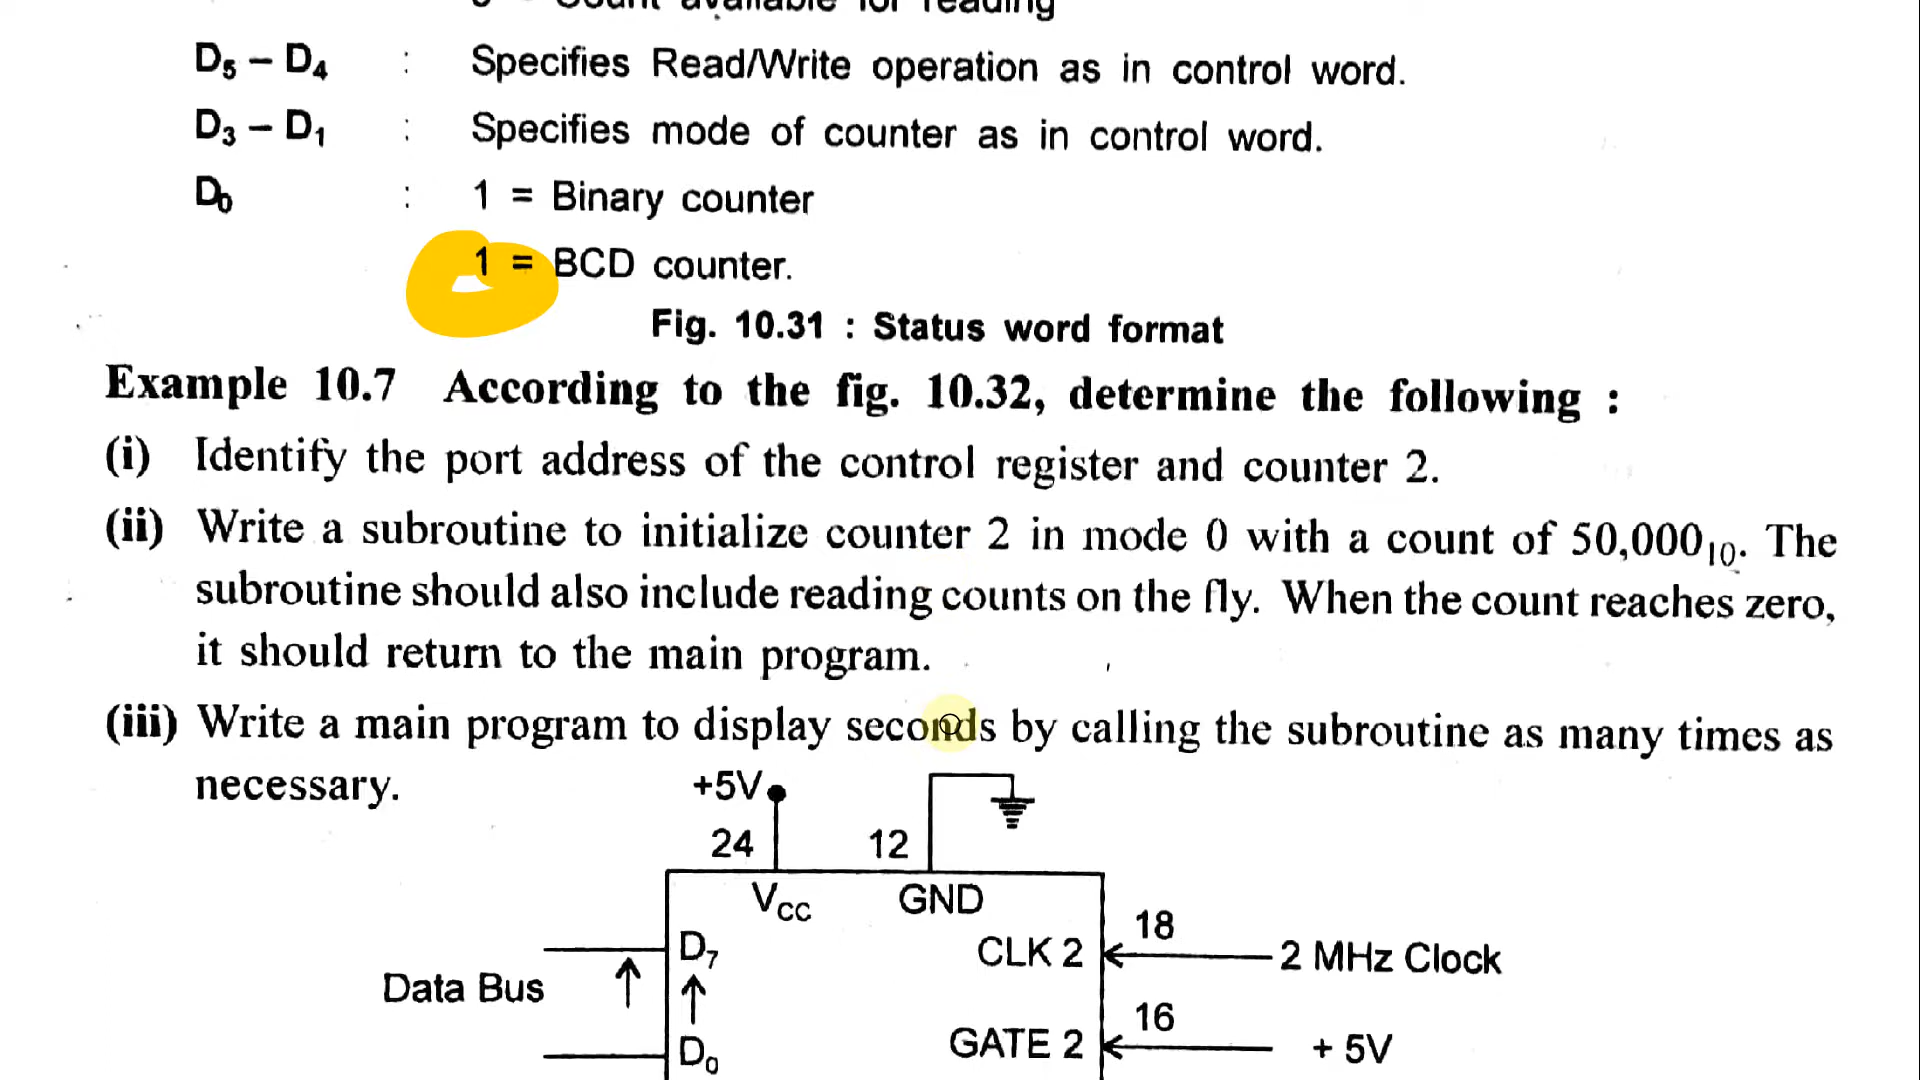 0 = Count available for reading
D5 – D4 : Specifies Read/Write operation as in control word.
D3 – D1 : Specifies mode of counter as in control word.
D0 : 1 = Binary counter
1 = BCD counter.
Fig. 10.31 : Status word format
Example 10.7 According to the fig. 10.32, determine the following :
(i) Identify the port address of the control register and counter 2.
(ii) Write a subroutine to initialize counter 2 in mode 0 with a count of 50,000₁₀. The
subroutine should also include reading counts on the fly. When the count reaches zero,
it should return to the main program.
(iii) Write a main program to display seconds by calling the subroutine as many times as
necessary.
+5V
24 12
VCC GND
18
D7 CLK 2 2 MHz Clock
Data Bus
16
D0 GATE 2 + 5V